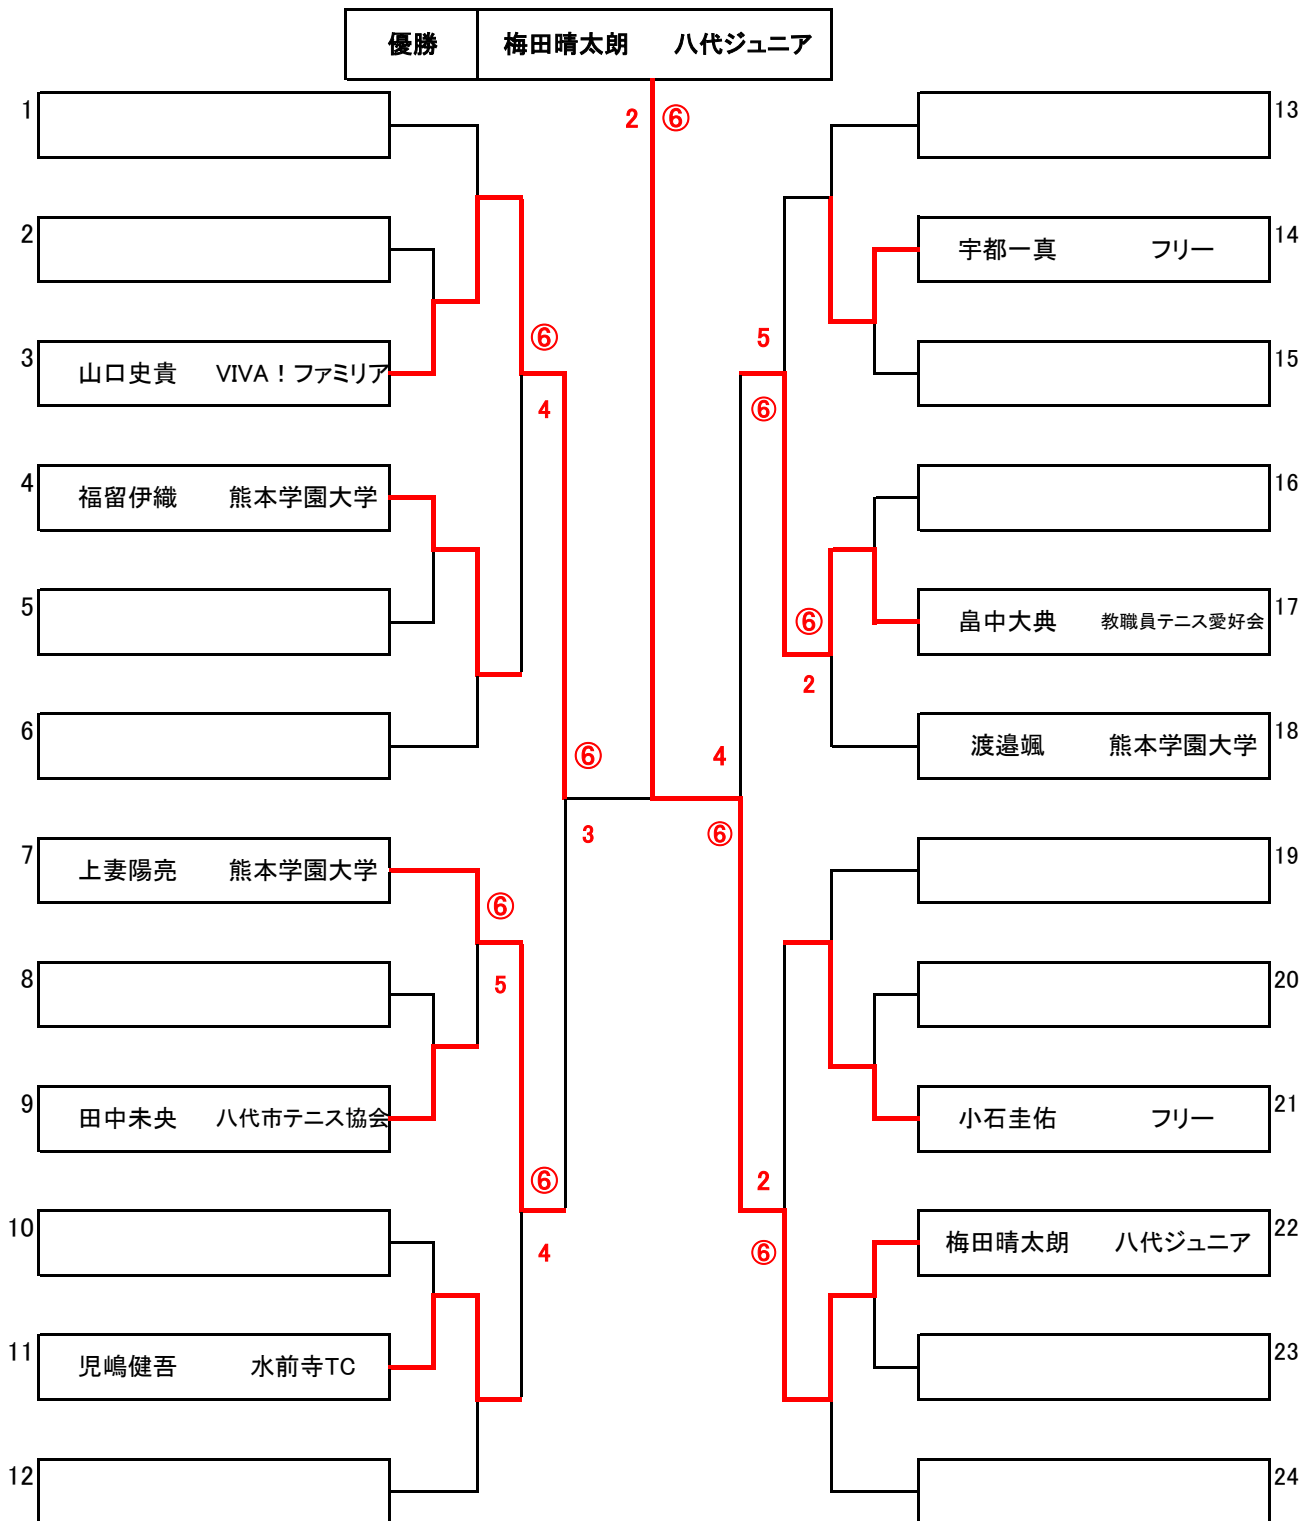 優勝 梅田晴太朗 八代ジュニア
2 ⑥
1
2
3 山口史貴 VIVA！ファミリア
4 福留伊織 熊本学園大学
5
6
7 上妻陽亮 熊本学園大学
8
9 田中未央 八代市テニス協会
10
11 児嶋健吾 水前寺TC
12
⑥
4
⑥
3
⑥
5
⑥
4
5
⑥
⑥
2
4
⑥
2
⑥
13
宇都一真 フリー 14
15
16
畠中大典 教職員テニス愛好会 17
渡邉颯 熊本学園大学 18
19
20
小石圭佑 フリー 21
梅田晴太朗 八代ジュニア 22
23
24